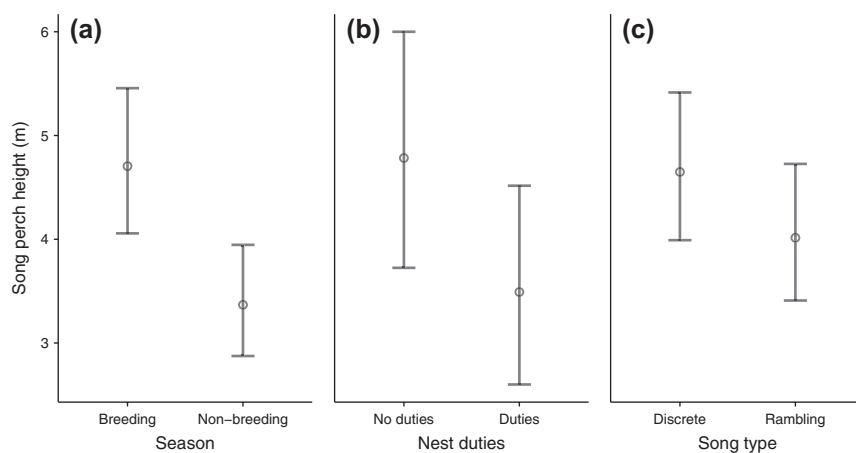 (a)
(b)
(c)
Song perch height (m)
6
5
4
3
Breeding Non−breeding
No duties Duties
Discrete Rambling
Season
Nest duties
Song type